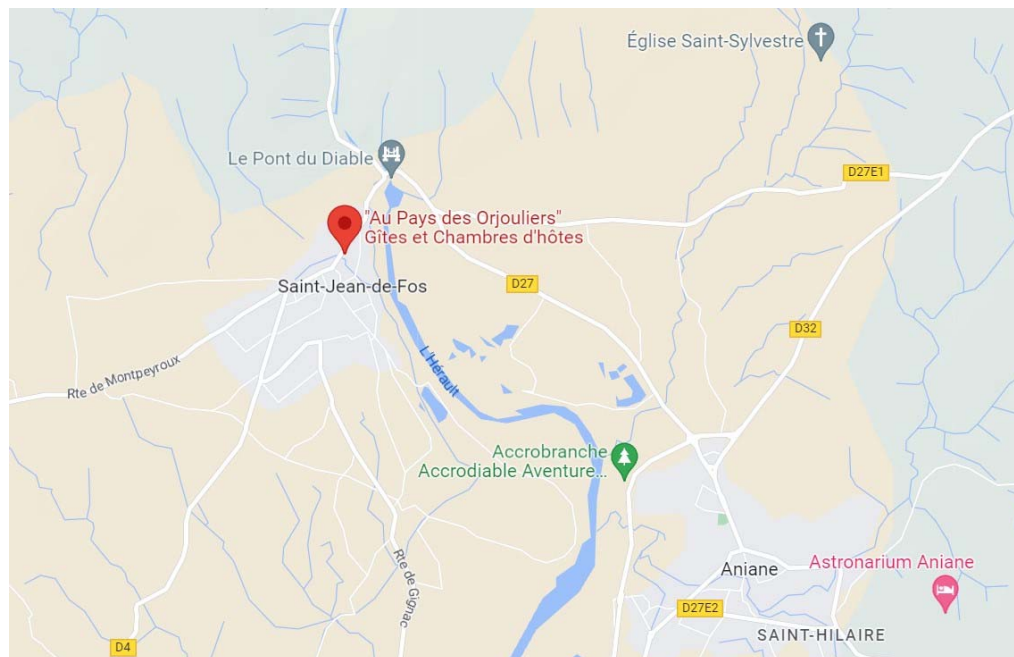 Église Saint-Sylvestre
Le Pont du Diable
D27E1
"Au Pays des Orjouliers"
Gîtes et Chambres d'hôtes
Saint-Jean-de-Fos
D27
D32
L'Hérault
Rte de Montpeyroux
Accrobranche
Accrodiable Aventure...
Rte de Gignac
Aniane
Astronarium Aniane
D27E2
SAINT-HILAIRE
D4